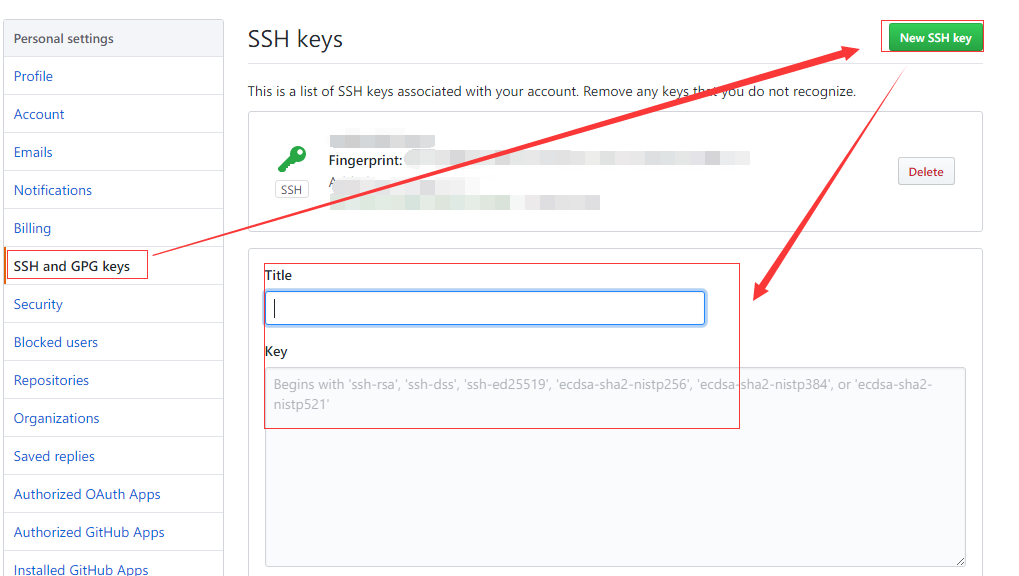 Personal settings
Profile
Account
Emails
Notifications
Billing
SSH and GPG keys
Security
Blocked users
Repositories
Organizations
Saved replies
Authorized OAuth Apps
Authorized GitHub Apps
Installed GitHub Apps
SSH keys
New SSH key
This is a list of SSH keys associated with your account. Remove any keys that you do not recognize.
Fingerprint:
SSH
Delete
Title
Key
Begins with 'ssh-rsa', 'ssh-dss', 'ssh-ed25519', 'ecdsa-sha2-nistp256', 'ecdsa-sha2-nistp384', or 'ecdsa-sha2-
nistp521'